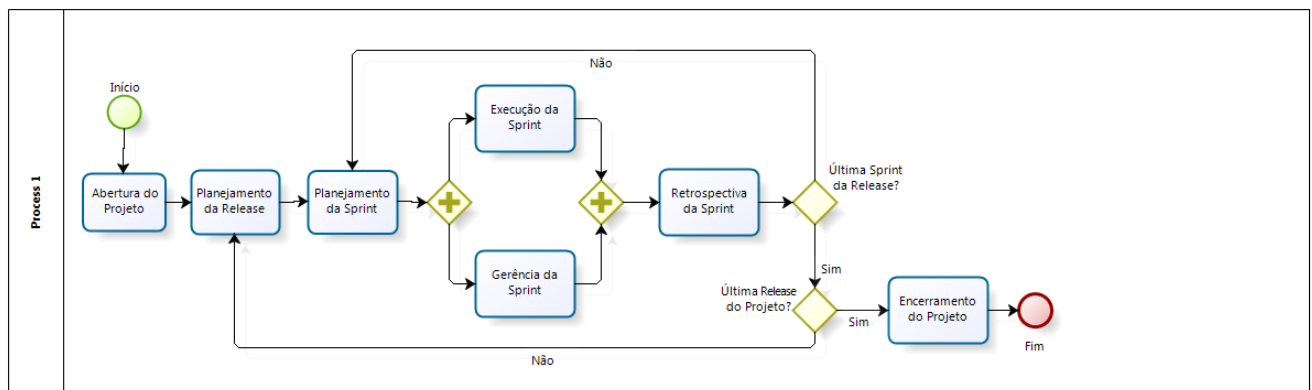 Process 1
Início
Abertura do
Projeto
Planejamento
da Release
Planejamento
da Sprint
Execução da
Sprint
Gerência da
Sprint
Retrospectiva
da Sprint
Última Sprint
da Release?
Não
Sim
Última Release
do Projeto?
Sim
Não
Encerramento
do Projeto
Fim